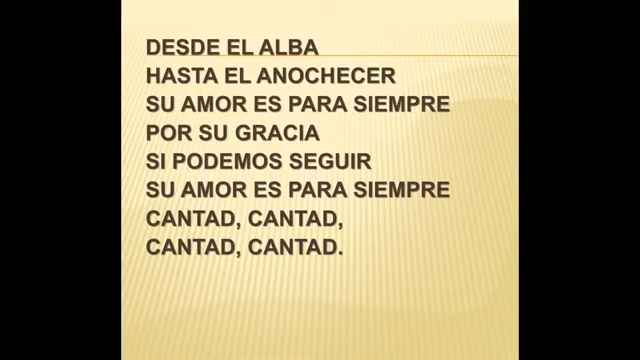 DESDE EL ALBA
HASTA EL ANOCHECER
SU AMOR ES PARA SIEMPRE
POR SU GRACIA
SI PODEMOS SEGUIR
SU AMOR ES PARA SIEMPRE
CANTAD, CANTAD,
CANTAD, CANTAD.